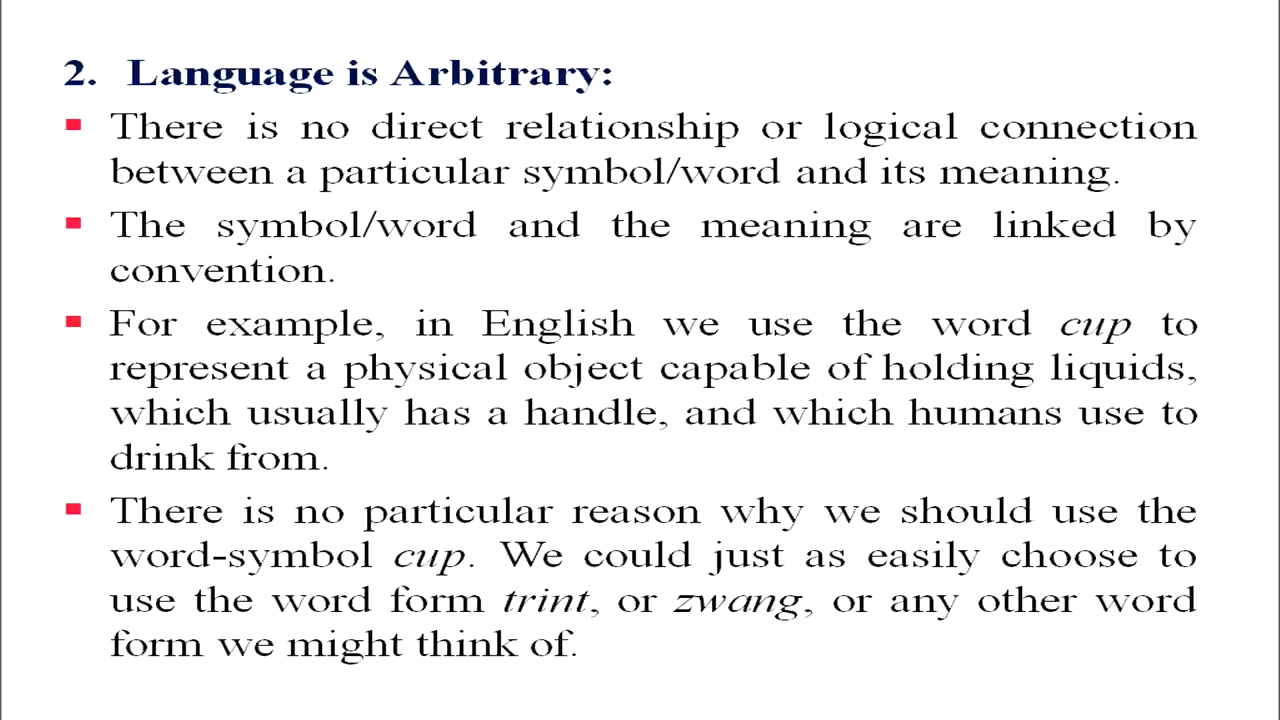 2. Language is Arbitrary:
▪ There is no direct relationship or logical connection
between a particular symbol/word and its meaning.
▪ The symbol/word and the meaning are linked by
convention.
▪ For example, in English we use the word cup to
represent a physical object capable of holding liquids,
which usually has a handle, and which humans use to
drink from.
▪ There is no particular reason why we should use the
word-symbol cup. We could just as easily choose to
use the word form trint, or zwang, or any other word
form we might think of.